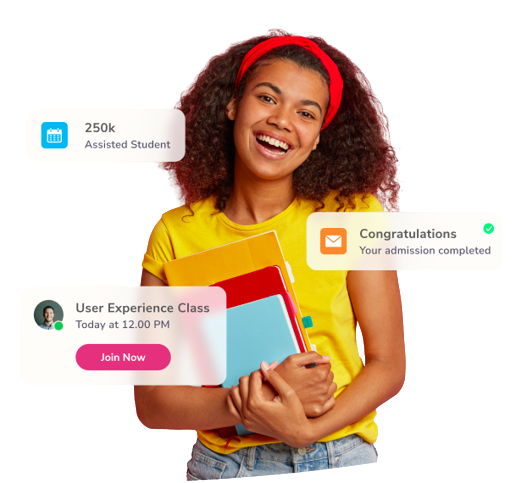 250k
Assisted Student
Congratulations
Your admission completed
User Experience Class
Today at 12.00 PM
Join Now